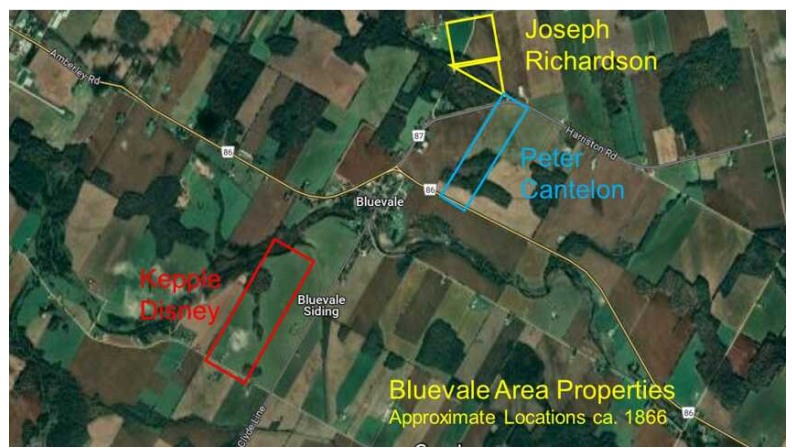 Joseph
Richardson
Amberley Rd
87
Harriston Rd
86
Peter
Cantelon
86
Bluevale
Kepple
Disney
Bluevale
Siding
Bluevale Area Properties
Approximate Locations ca. 1866
86
Clyde Line